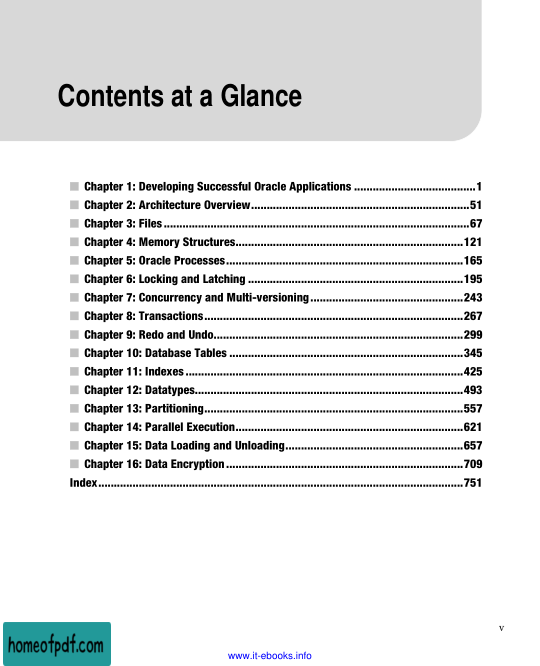 Contents at a Glance
Chapter 1: Developing Successful Oracle Applications .......................................1
Chapter 2: Architecture Overview......................................................................51
Chapter 3: Files..................................................................................................67
Chapter 4: Memory Structures.........................................................................121
Chapter 5: Oracle Processes............................................................................165
Chapter 6: Locking and Latching .....................................................................195
Chapter 7: Concurrency and Multi-versioning.................................................243
Chapter 8: Transactions...................................................................................267
Chapter 9: Redo and Undo................................................................................299
Chapter 10: Database Tables ...........................................................................345
Chapter 11: Indexes.........................................................................................425
Chapter 12: Datatypes......................................................................................493
Chapter 13: Partitioning...................................................................................557
Chapter 14: Parallel Execution.........................................................................621
Chapter 15: Data Loading and Unloading.........................................................657
Chapter 16: Data Encryption............................................................................709
Index.....................................................................................................................751
v
homeofpdf.com
www.it-ebooks.info